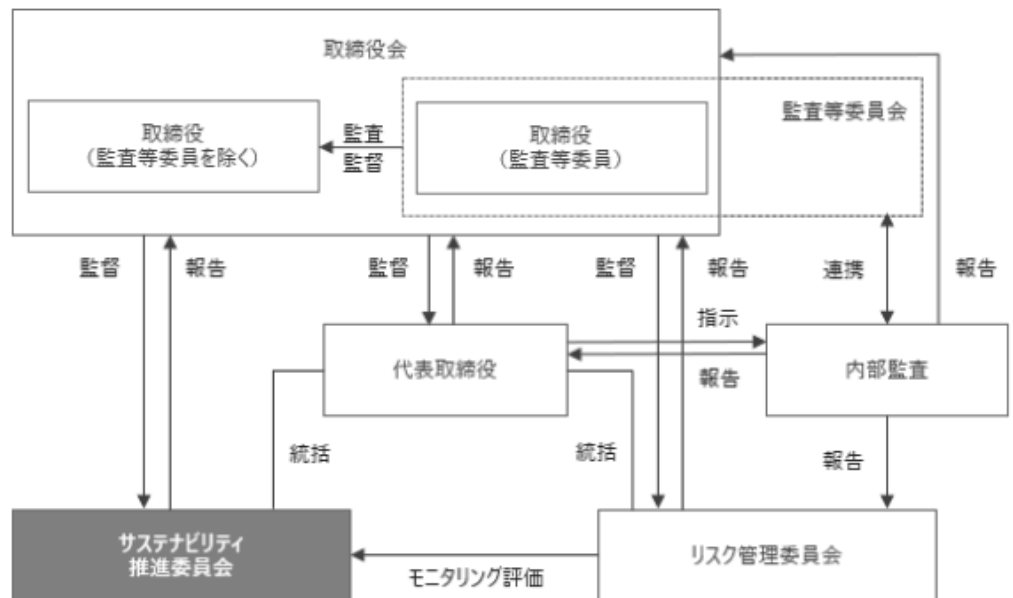 取締役会
監査等委員会
取締役
（監査等委員を除く）
監査
監督
取締役
（監査等委員）
監督
報告
監督
報告
監督
報告
連携
報告
指示
代表取締役
内部監査
報告
統括
統括
報告
サステナビリティ
推進委員会
リスク管理委員会
モニタリング評価